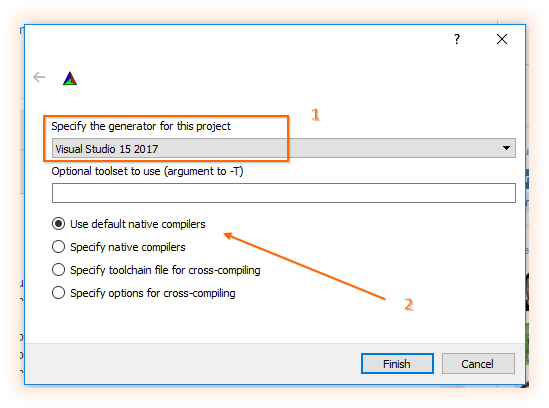 ?
1
Specify the generator for this project
Visual Studio 15 2017
Optional toolset to use (argument to -T)
Use default native compilers
Specify native compilers
Specify toolchain file for cross-compiling
Specify options for cross-compiling
2
Finish
Cancel